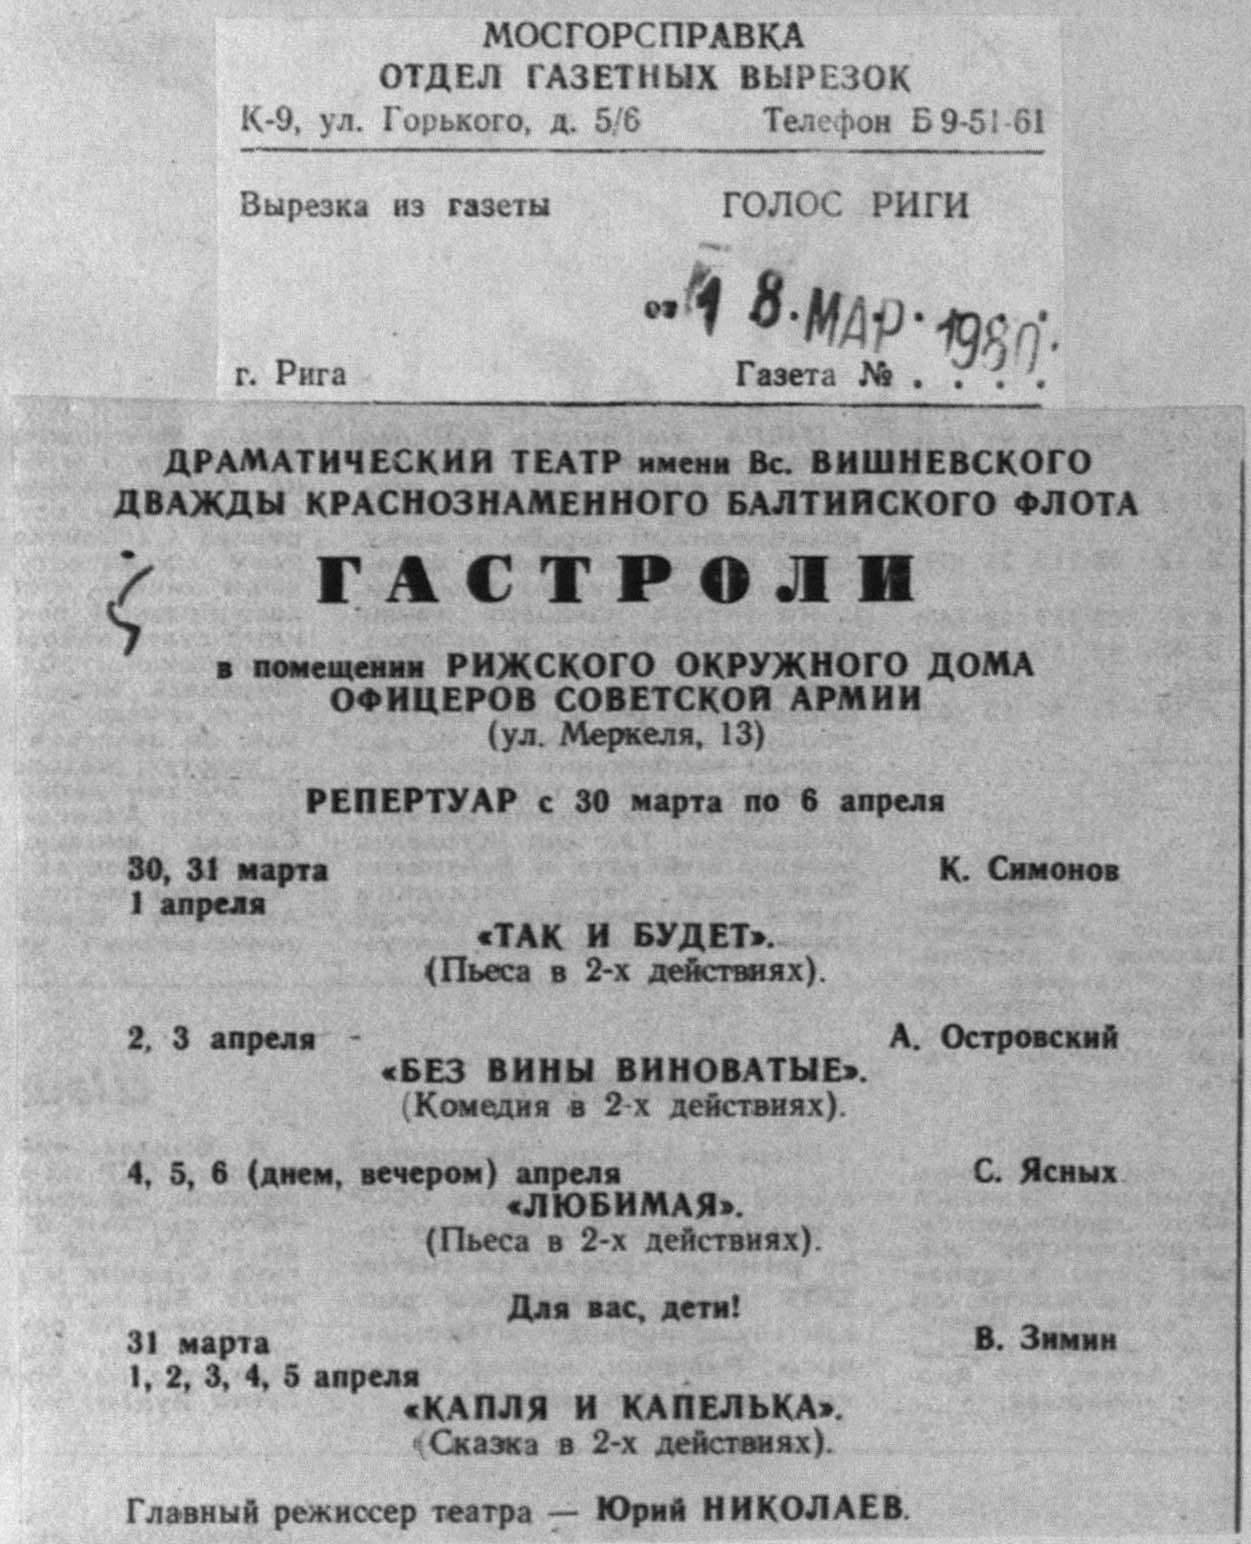 МОСГОРСПРАВКА
ОТДЕЛ ГАЗЕТНЫХ ВЫРЕЗОК
К-9, ул. Горького, д. 5/6 Телефон Б 9-51-61
Вырезка из газеты ГОЛОС РИГИ
от 18. МАР. 1980.
г. Рига Газета № . . . .
ДРАМАТИЧЕСКИЙ ТЕАТР имени Вс. ВИШНЕВСКОГО
ДВАЖДЫ КРАСНОЗНАМЕННОГО БАЛТИЙСКОГО ФЛОТА
ГАСТРОЛИ
в помещении РИЖСКОГО ОКРУЖНОГО ДОМА
ОФИЦЕРОВ СОВЕТСКОЙ АРМИИ
(ул. Меркеля, 13)
РЕПЕРТУАР с 30 марта по 6 апреля
30, 31 марта К. Симонов
1 апреля
«ТАК И БУДЕТ».
(Пьеса в 2-х действиях).
2, 3 апреля - А. Островский
«БЕЗ ВИНЫ ВИНОВАТЫЕ».
(Комедия в 2-х действиях).
4, 5, 6 (днем, вечером) апреля С. Ясных
«ЛЮБИМАЯ».
(Пьеса в 2-х действиях).
Для вас, дети!
31 марта В. Зимин
1, 2, 3, 4, 5 апреля
«КАПЛЯ И КАПЕЛЬКА».
(Сказка в 2-х действиях).
Главный режиссер театра — Юрий НИКОЛАЕВ.